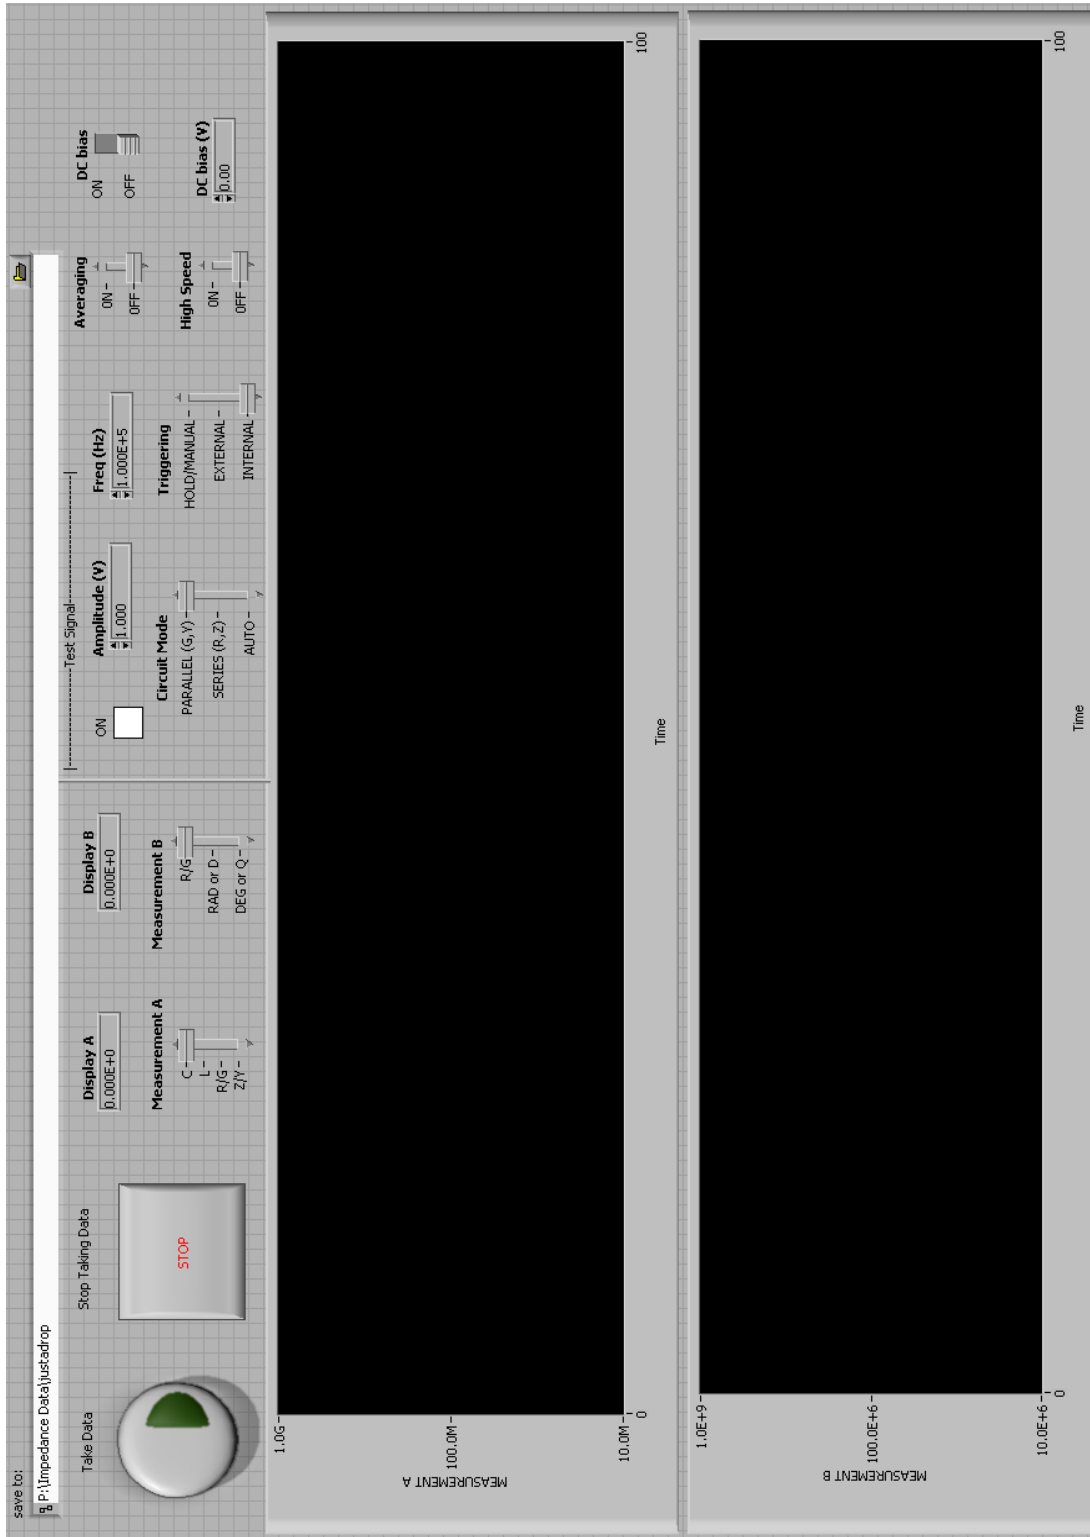 save to:
P:\Impedance Data\justadrop
Take Data
Stop Taking Data
STOP
Display A
0.000E+0
Display B
0.000E+0
Measurement A
C
L
R/G
Z/Y
Measurement B
R/G
RAD or D
DEG or Q
|--------------------Test Signal--------------------|
ON
Amplitude (V)
1.000
Freq (Hz)
1.000E+5
Circuit Mode
PARALLEL (G,Y)
SERIES (R,Z)
AUTO
Triggering
HOLD/MANUAL
EXTERNAL
INTERNAL
Averaging
ON
OFF
High Speed
ON
OFF
DC bias
ON
OFF
DC bias (V)
0.00
MEASUREMENT A
1.0G
100.0M
10.0M
0
100
Time
MEASUREMENT B
1.0E+9
100.0E+6
10.0E+6
0
100
Time